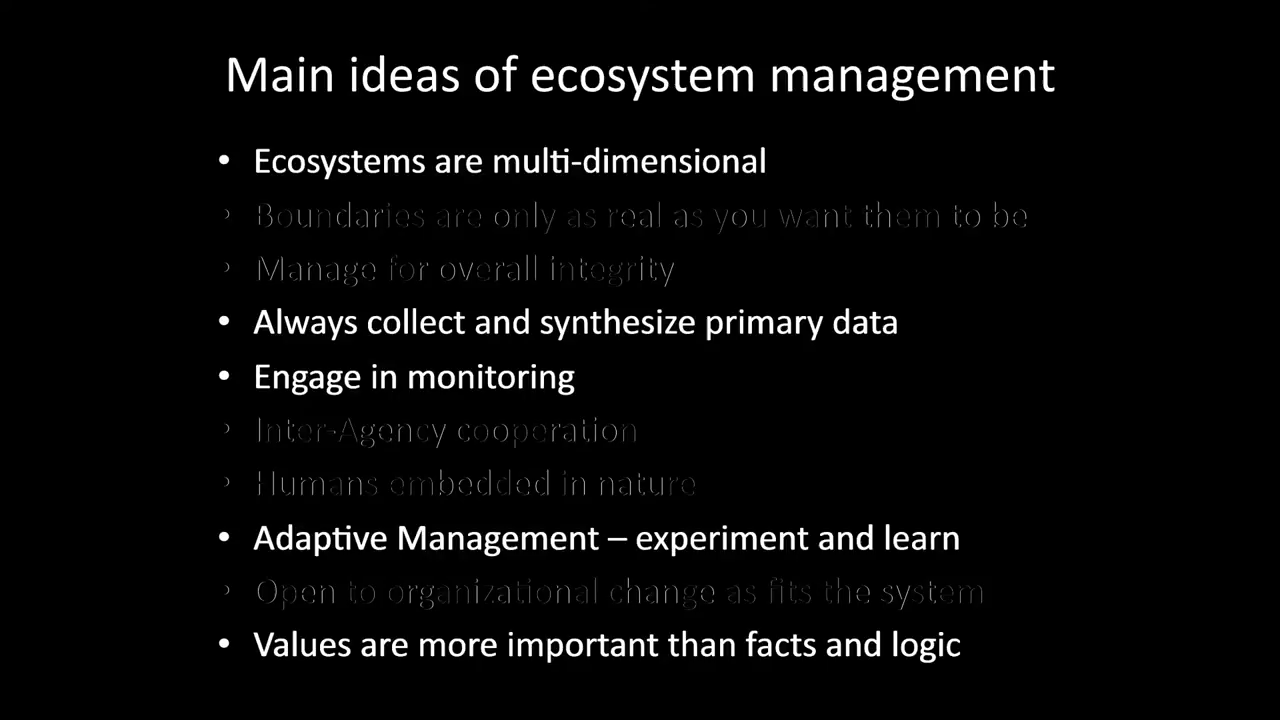 Main ideas of ecosystem management
• Ecosystems are multi-dimensional
• Boundaries are only as real as you want them to be
• Manage for overall integrity
• Always collect and synthesize primary data
• Engage in monitoring
• Inter-Agency cooperation
• Humans embedded in nature
• Adaptive Management – experiment and learn
• Open to organizational change as fits the system
• Values are more important than facts and logic